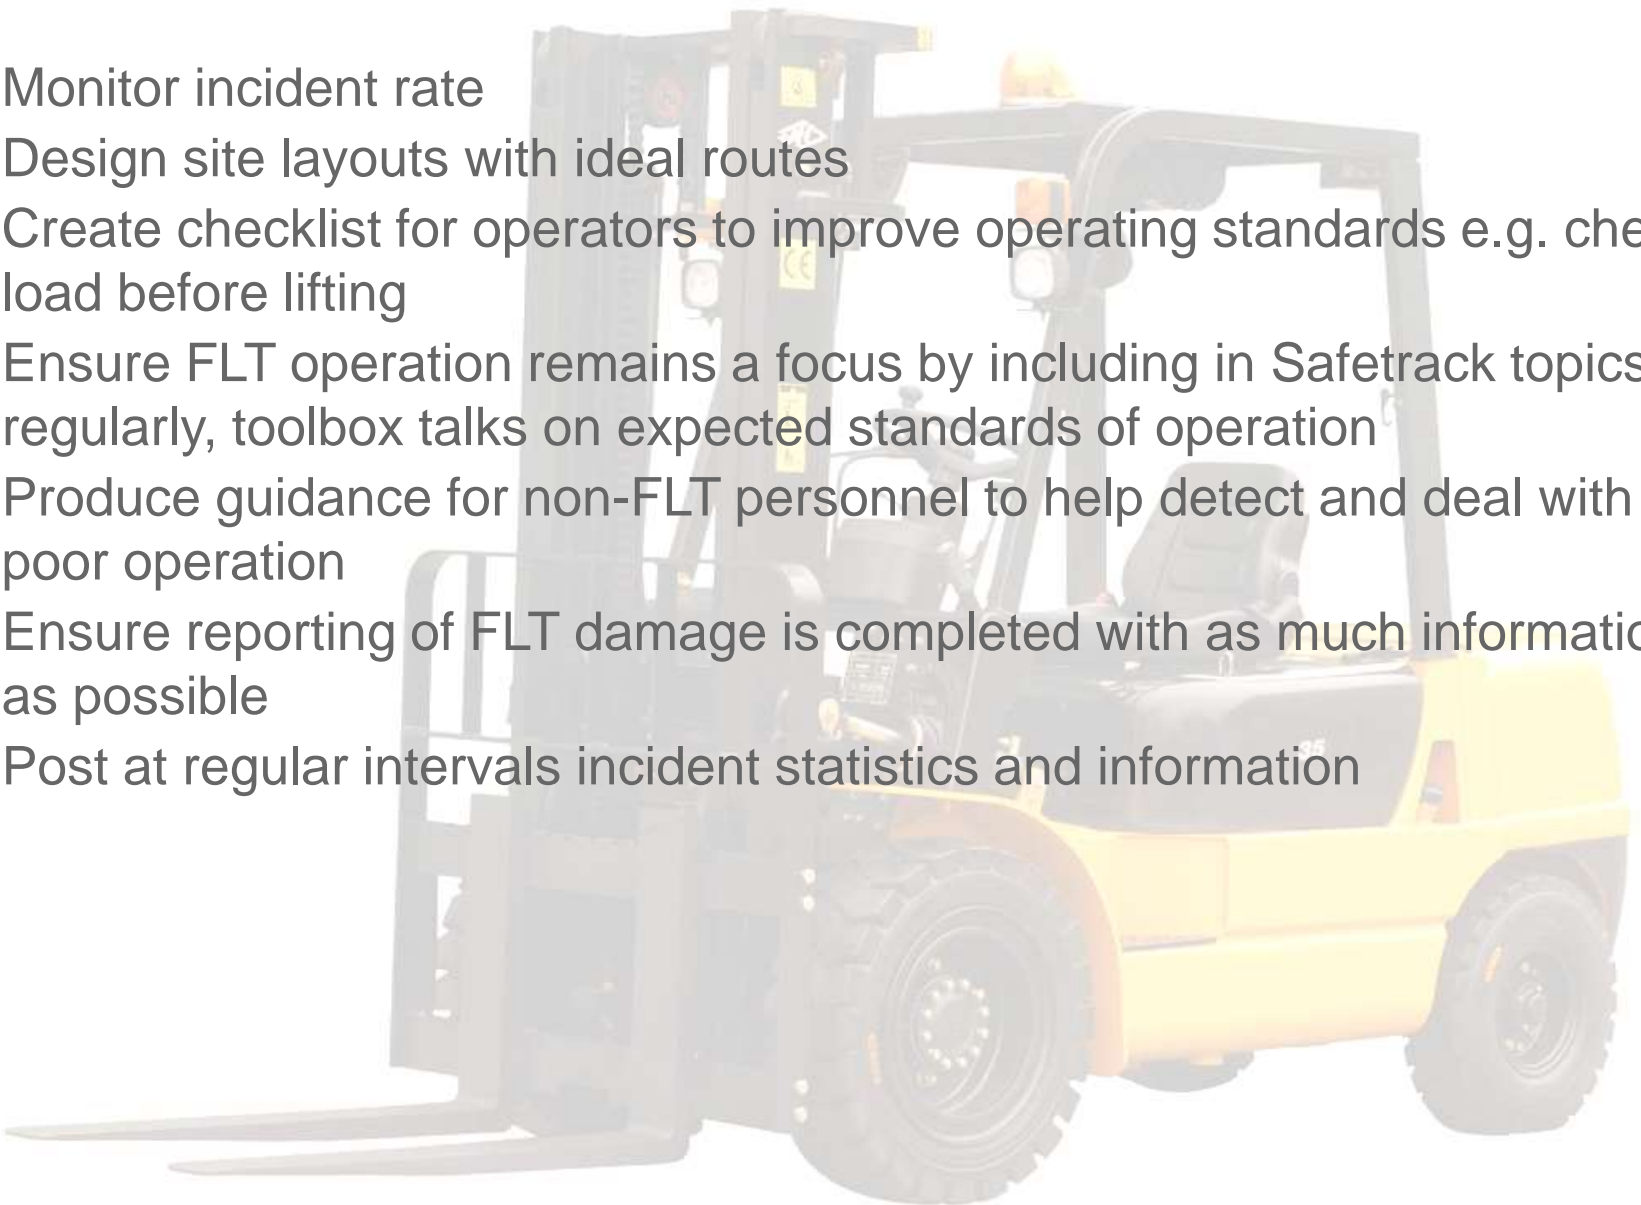 Monitor incident rate
Design site layouts with ideal routes
Create checklist for operators to improve operating standards e.g.
load before lifting
Ensure FLT operation remains a focus by including in Safetrack topics
regularly, toolbox talks on expected standards of operation
Produce guidance for non-FLT personnel to help detect and deal with
poor operation
Ensure reporting of FLT damage is completed with as much
as possible
Post at regular intervals incident statistics and information
CE
35